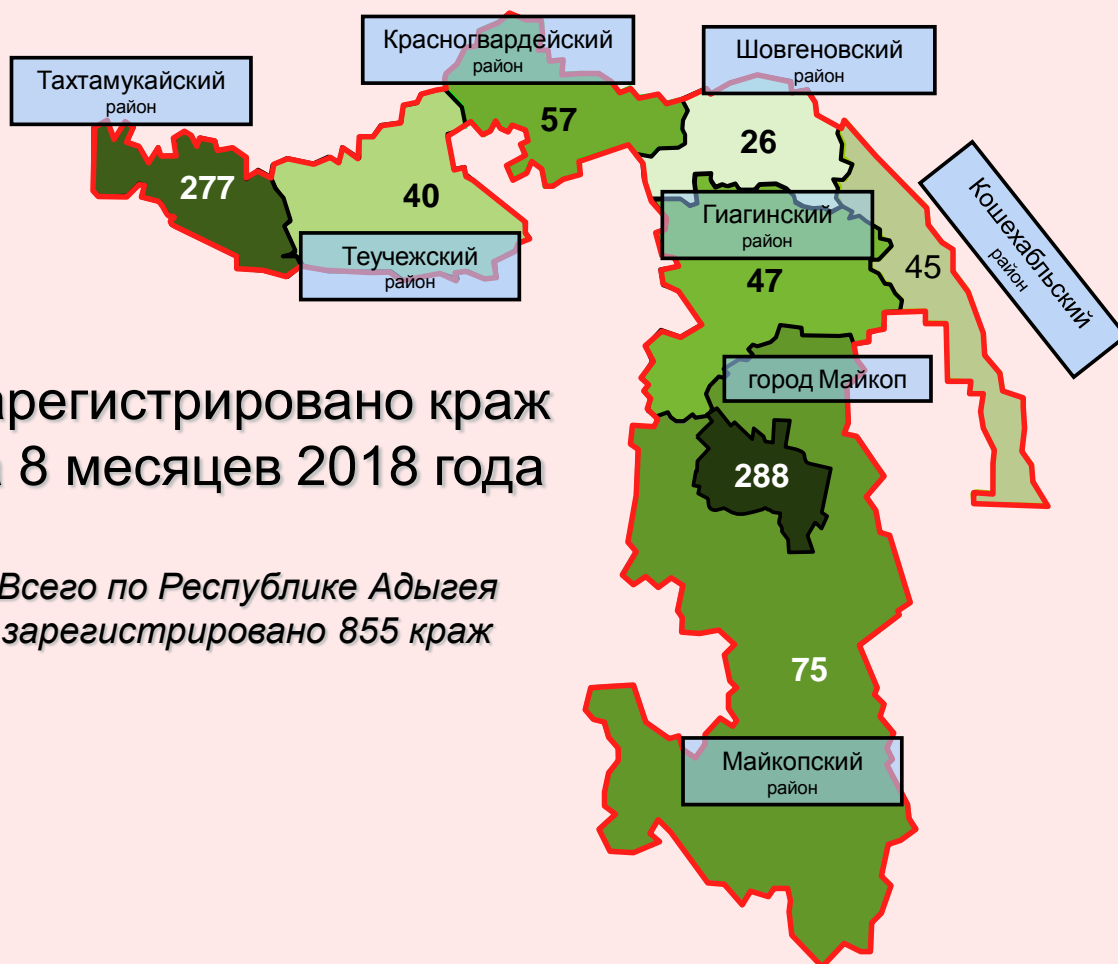 Красногвардейский
район
Шовгеновский
район
Тахтамукайский
район
57
26
277
40
Кошехабльский
район
Гиагинский
район
Теучежский
район
45
47
город Майкоп
арегистрировано краж
8 месяцев 2018 года
288
Всего по Республике Адыгея
зарегистрировано 855 краж
75
Майкопский
район